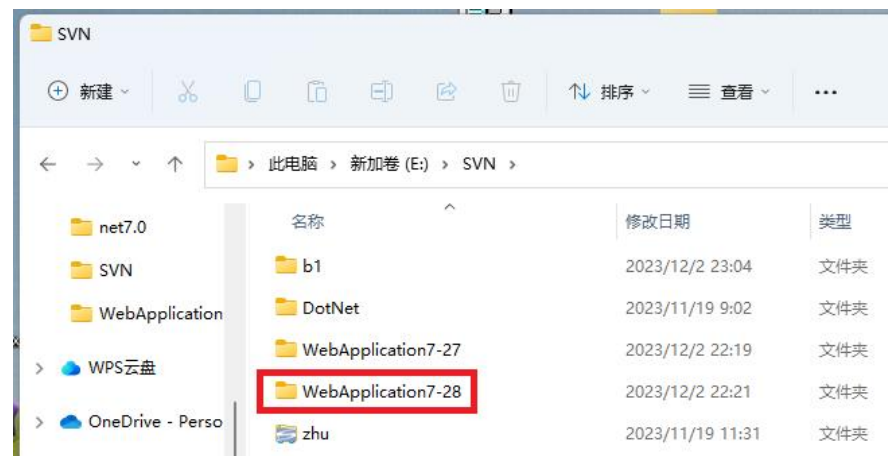 SVN
新建 排序 查看 ...
此电脑 > 新加卷 (E:) > SVN >
名称 修改日期 类型
net7.0
SVN
WebApplication
WPS云盘
OneDrive - Perso
b1 2023/12/2 23:04 文件夹
DotNet 2023/11/19 9:02 文件夹
WebApplication7-27 2023/12/2 22:19 文件夹
WebApplication7-28 2023/12/2 22:21 文件夹
zhu 2023/11/19 11:31 文件夹